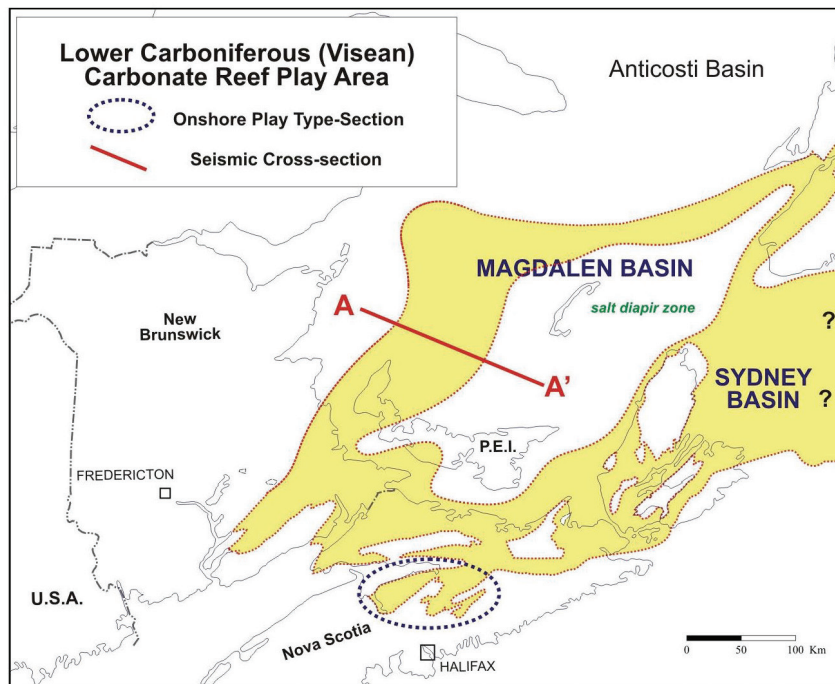 Lower Carboniferous (Visean)
Carbonate Reef Play Area
Onshore Play Type-Section
Seismic Cross-section
Anticosti Basin
MAGDALEN BASIN
New
Brunswick
A
salt diapir zone
?
SYDNEY
BASIN
?
A’
P.E.I.
FREDERICTON
U.S.A.
Nova Scotia
HALIFAX
0 50 100 Km